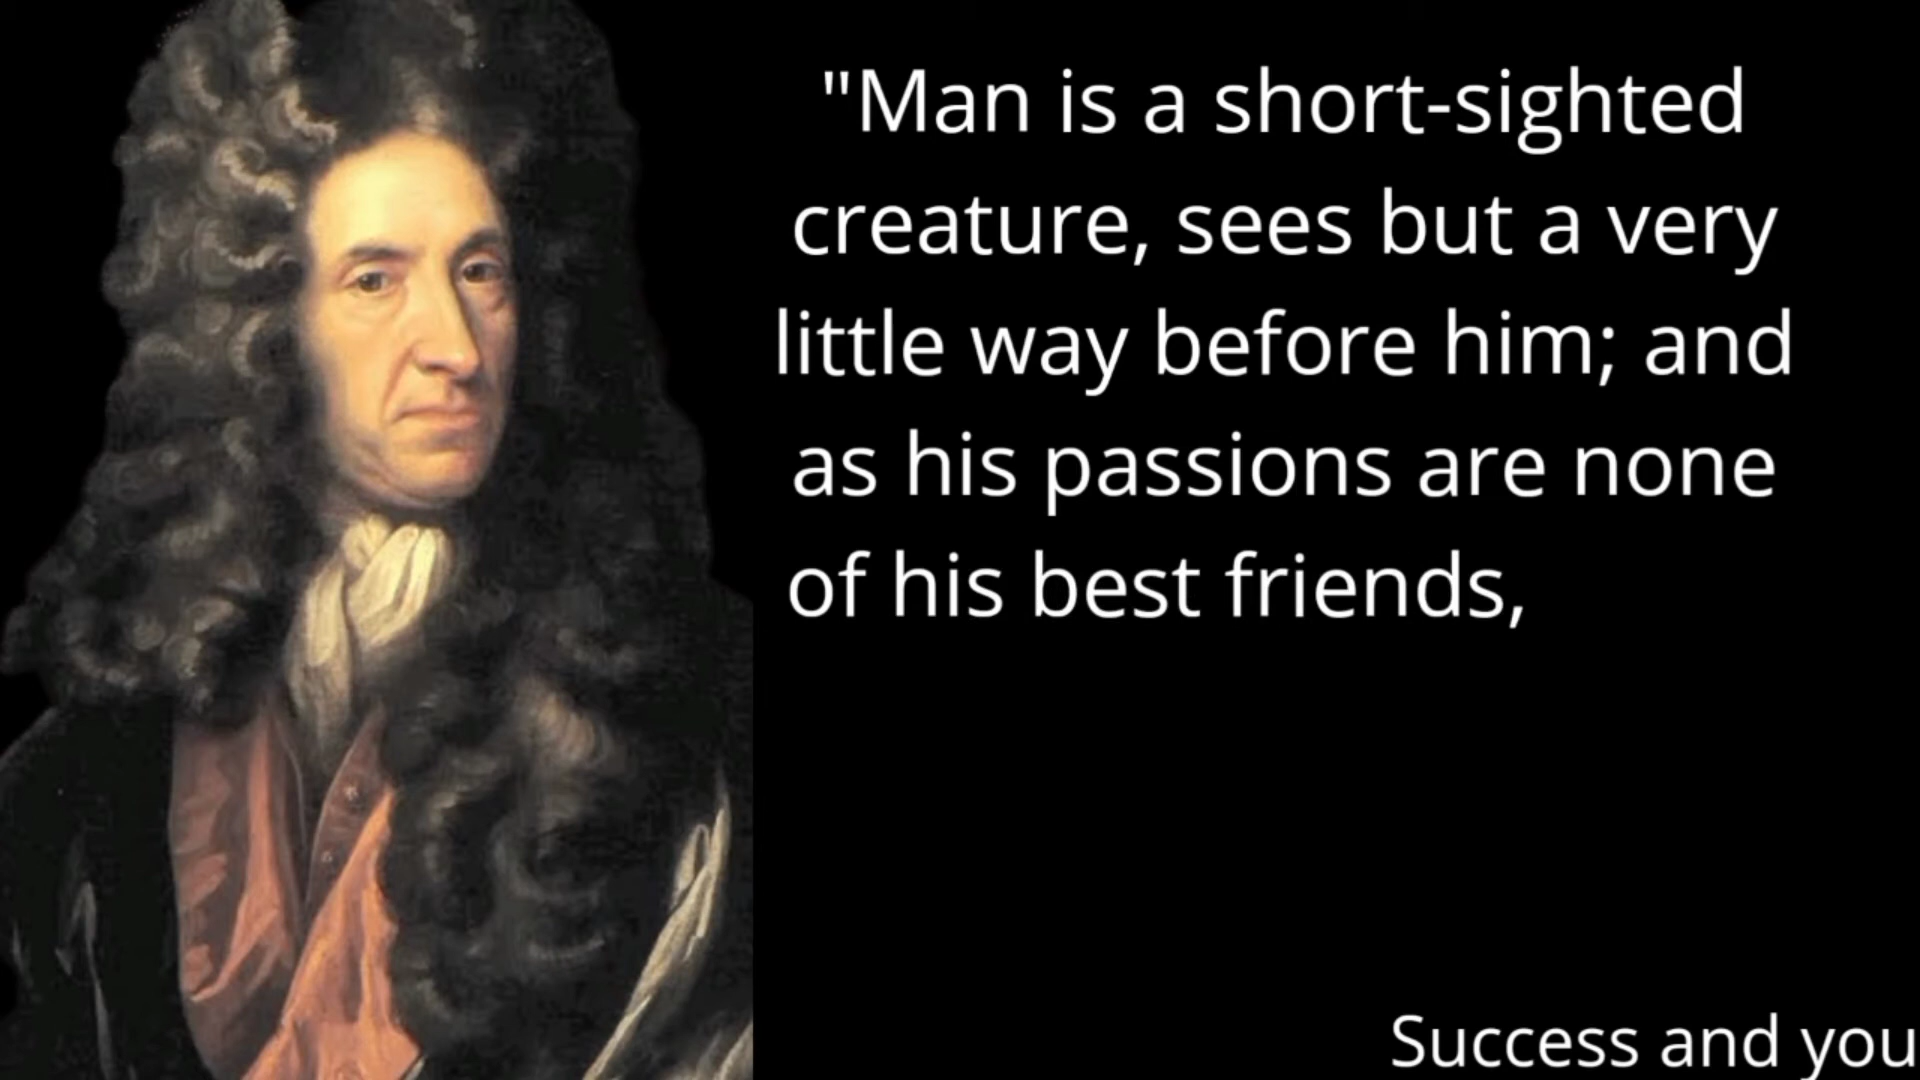 "Man is a short-sighted
creature, sees but a very
little way before him; and
as his passions are none
of his best friends,
Success and you